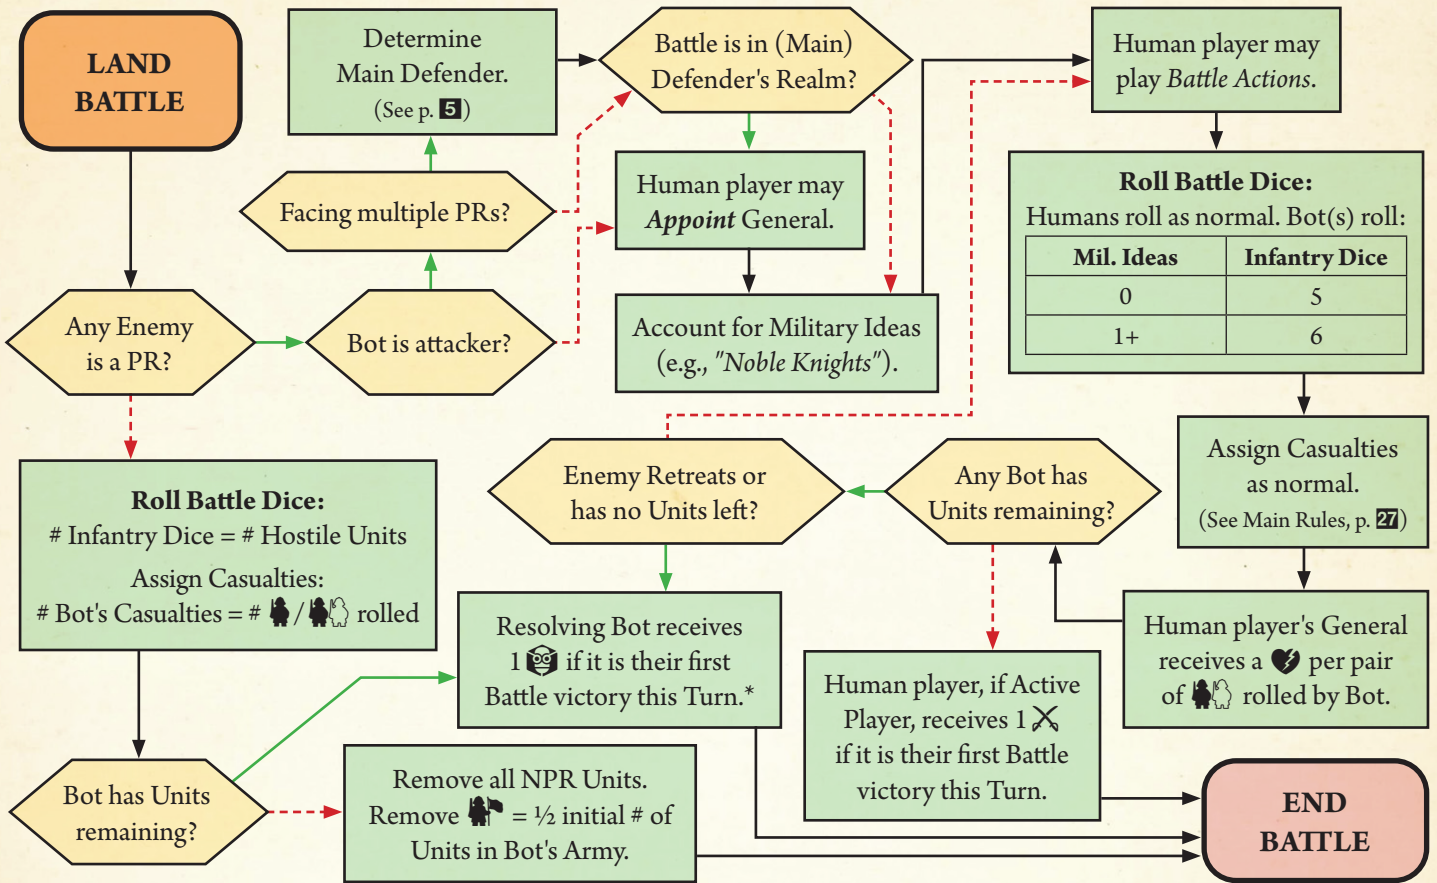 LAND
BATTLE
Determine
Main Defender.
(See p. 5)
Battle is in (Main)
Defender's Realm?
Human player may
play Battle Actions.
Facing multiple PRs?
Human player may
Appoint General.
Roll Battle Dice:
Humans roll as normal. Bot(s) roll:
Mil. Ideas Infantry Dice
0 5
1+ 6
Any Enemy
is a PR?
Bot is attacker?
Account for Military Ideas
(e.g., "Noble Knights").
Roll Battle Dice:
# Infantry Dice = # Hostile Units
Assign Casualties:
# Bot's Casualties = # / rolled
Enemy Retreats or
has no Units left?
Any Bot has
Units remaining?
Assign Casualties
as normal.
(See Main Rules, p. 27)
Resolving Bot receives
1 if it is their first
Battle victory this Turn.*
Human player, if Active
Player, receives 1
if it is their first Battle
victory this Turn.
Human player's General
receives a per pair
of rolled by Bot.
Bot has Units
remaining?
Remove all NPR Units.
Remove = ½ initial # of
Units in Bot's Army.
END
BATTLE